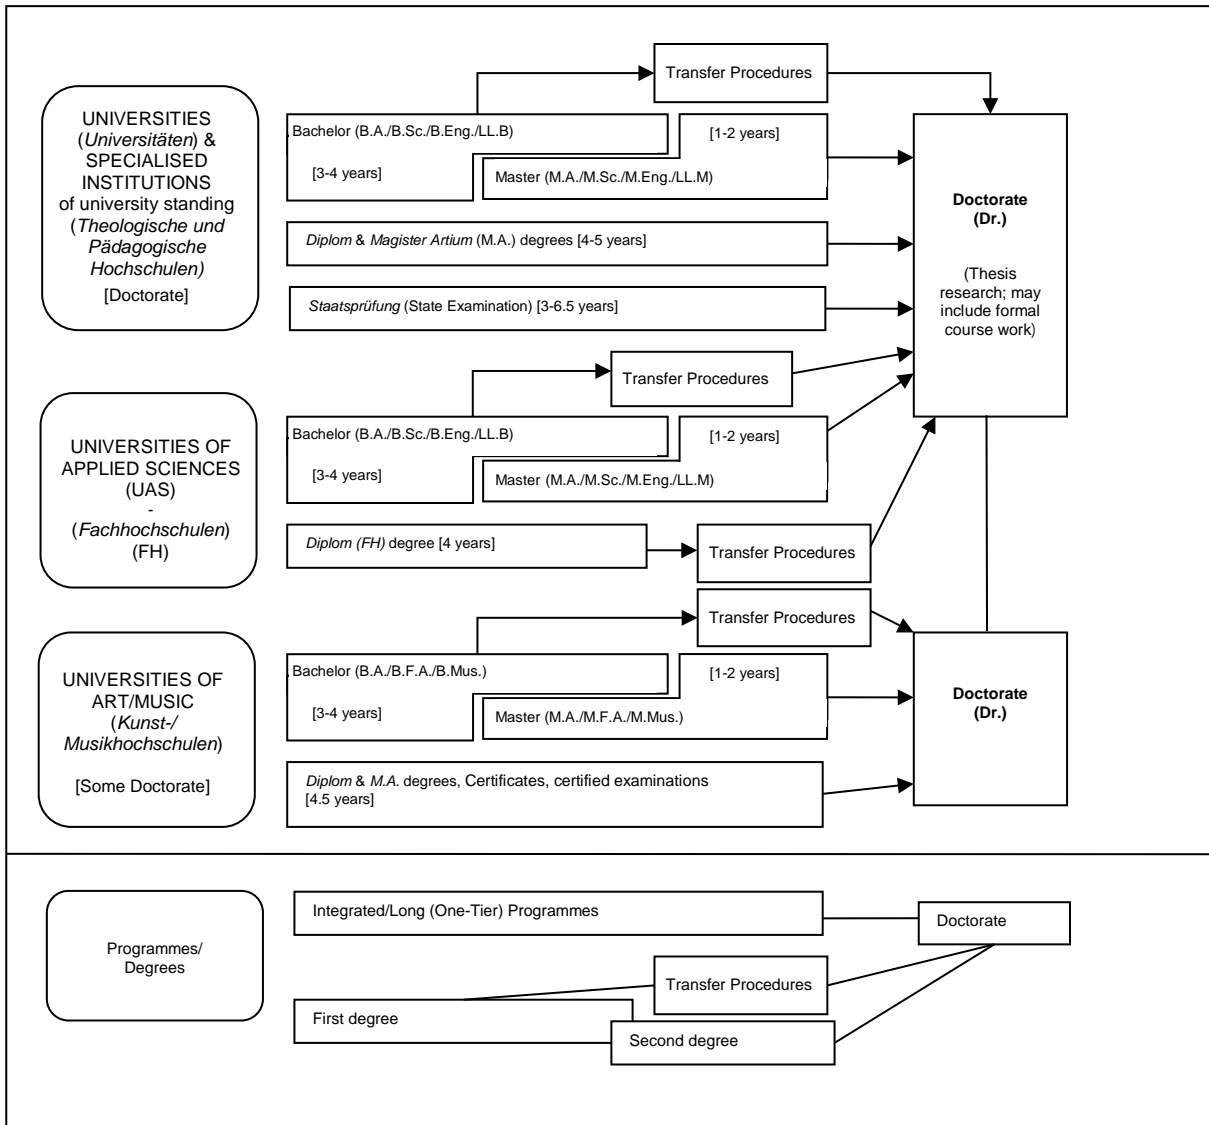 Transfer Procedures
UNIVERSITIES
(Universitäten) &
SPECIALISED
INSTITUTIONS
of university standing
(Theologische und
Pädagogische
Hochschulen)
[Doctorate]
. Bachelor (B.A./B.Sc./B.Eng./LL.B)
[3-4 years]
[1-2 years]
Master (M.A./M.Sc./M.Eng./LL.M)
Diplom & Magister Artium (M.A.) degrees [4-5 years]
Staatsprüfung (State Examination) [3-6.5 years]
Doctorate
(Dr.)
(Thesis
research; may
include formal
course work)
UNIVERSITIES OF
APPLIED SCIENCES
(UAS)
-
(Fachhochschulen)
(FH)
Transfer Procedures
. Bachelor (B.A./B.Sc./B.Eng./LL.B)
[3-4 years]
[1-2 years]
Master (M.A./M.Sc./M.Eng./LL.M)
Diplom (FH) degree [4 years]
Transfer Procedures
UNIVERSITIES OF
ART/MUSIC
(Kunst-/
Musikhochschulen)
[Some Doctorate]
Transfer Procedures
. Bachelor (B.A./B.F.A./B.Mus.)
[3-4 years]
[1-2 years]
Master (M.A./M.F.A./M.Mus.)
Diplom & M.A. degrees, Certificates, certified examinations
[4.5 years]
Doctorate
(Dr.)
Programmes/
Degrees
Integrated/Long (One-Tier) Programmes
Doctorate
Transfer Procedures
First degree
Second degree